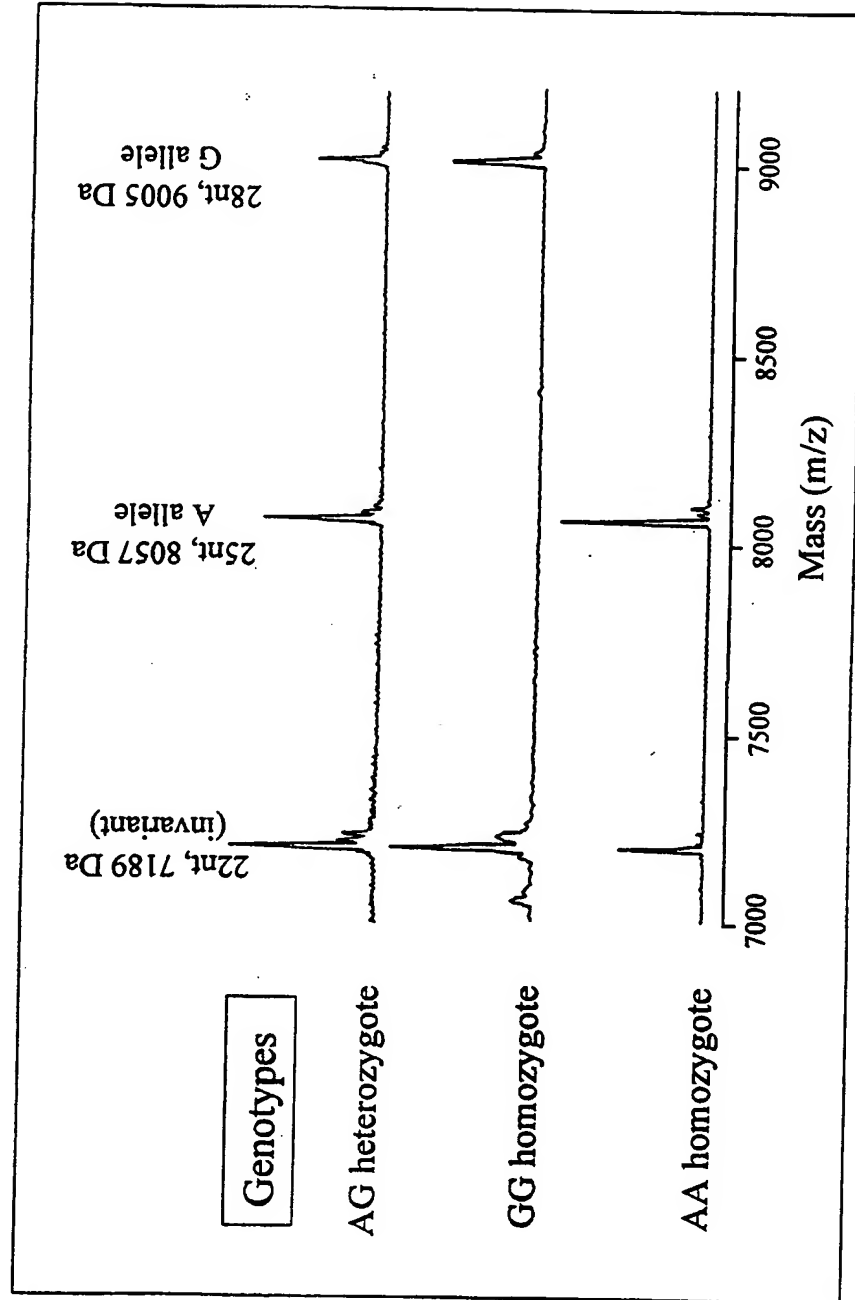 Genotypes
22nt, 7189 Da
(invariant)
25nt, 8057 Da
A allele
28nt, 9005 Da
G allele
AG heterozygote
GG homozygote
AA homozygote
7000
7500
8000
8500
9000
Mass (m/z)